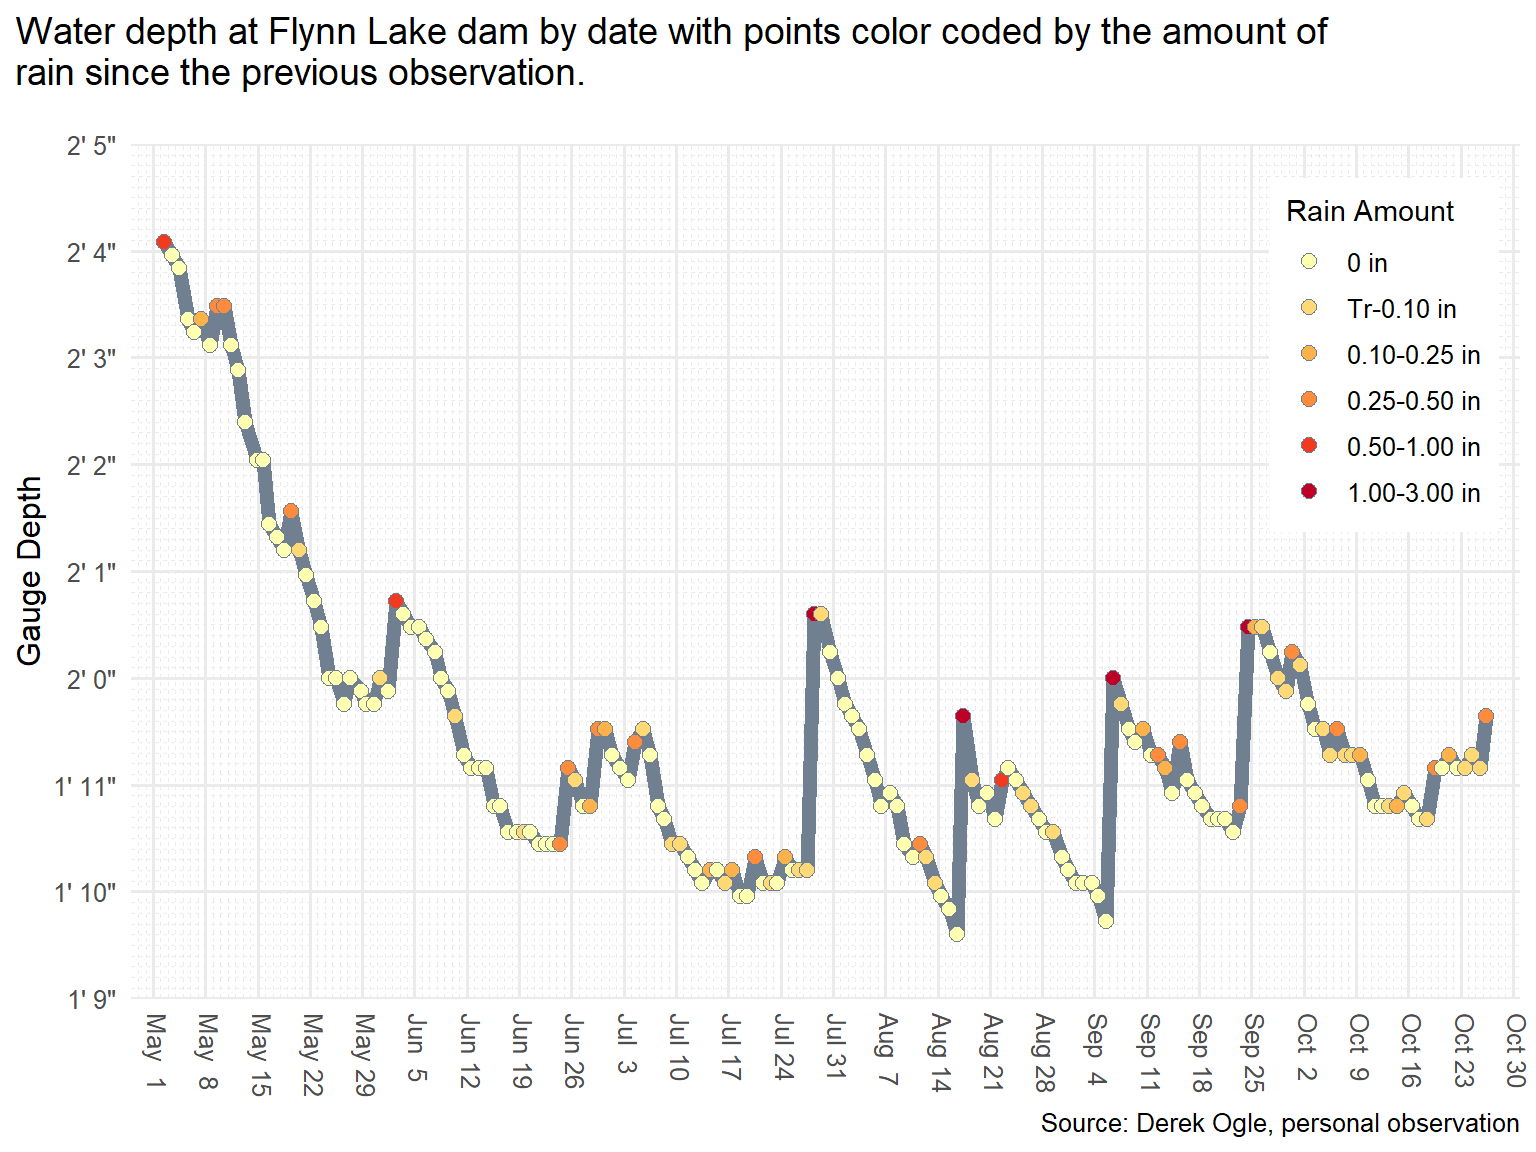 Water depth at Flynn Lake dam by date with points color coded by the amount of
rain since the previous observation.
Gauge Depth
2' 5"
2' 4"
2' 3"
2' 2"
2' 1"
2' 0"
1' 11"
1' 10"
1' 9"
Rain Amount
0 in
Tr-0.10 in
0.10-0.25 in
0.25-0.50 in
0.50-1.00 in
1.00-3.00 in
May 1
May 8
May 15
May 22
May 29
Jun 5
Jun 12
Jun 19
Jun 26
Jul 3
Jul 10
Jul 17
Jul 24
Jul 31
Aug 7
Aug 14
Aug 21
Aug 28
Sep 4
Sep 11
Sep 18
Sep 25
Oct 2
Oct 9
Oct 16
Oct 23
Oct 30
Source: Derek Ogle, personal observation